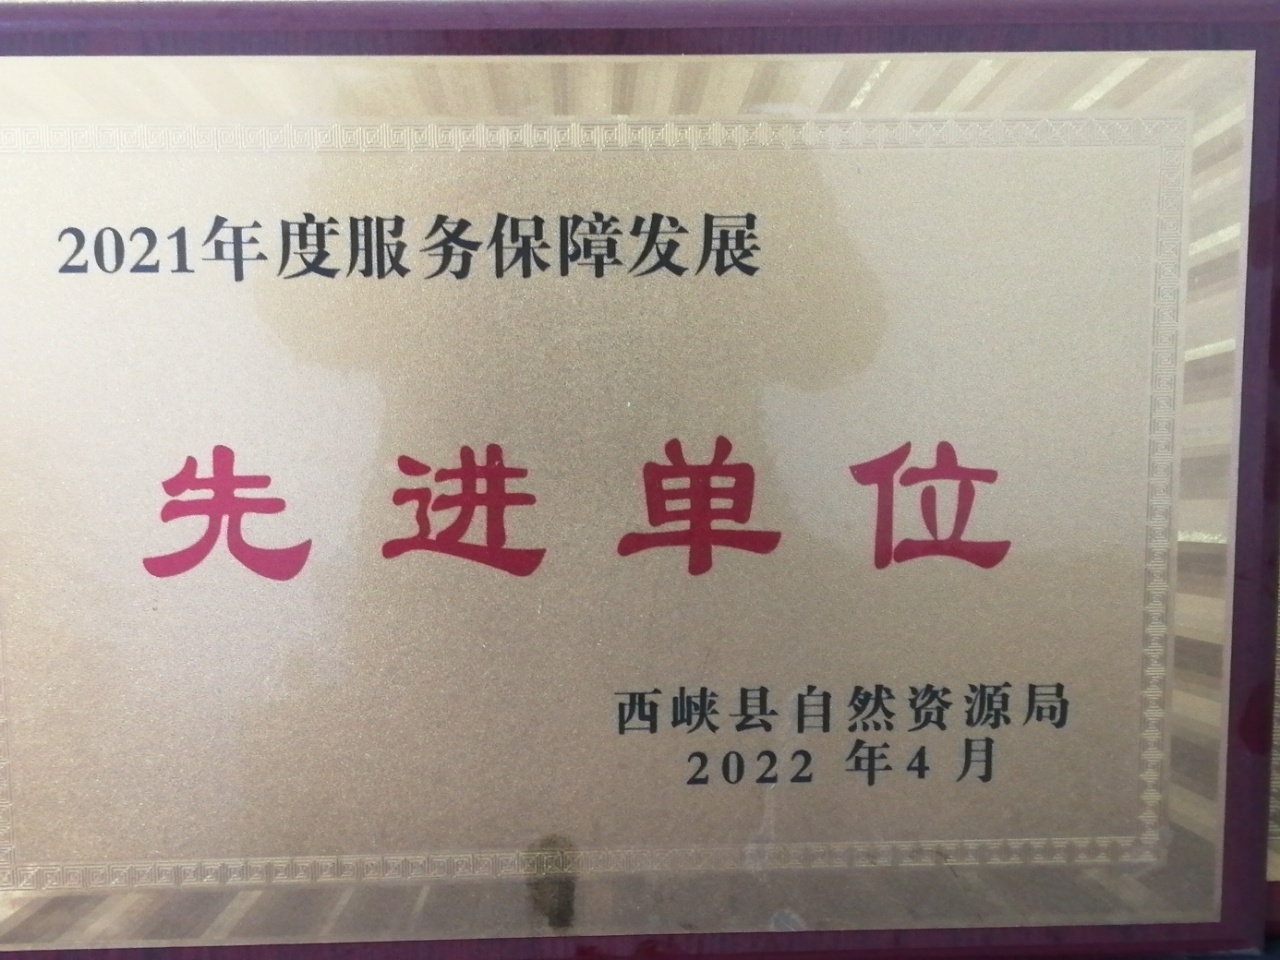 2021年度服务保障发展
先进单位
西峡县自然资源局
2022 年4 月